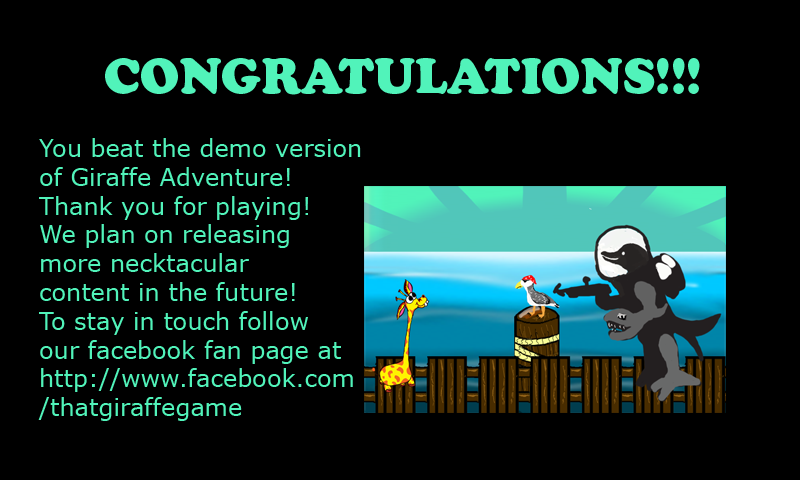 CONGRATULATIONS!!!
You beat the demo version
of Giraffe Adventure!
Thank you for playing!
We plan on releasing
more necktacular
content in the future!
To stay in touch follow
our facebook fan page at
http://www.facebook.com
/thatgiraffegame